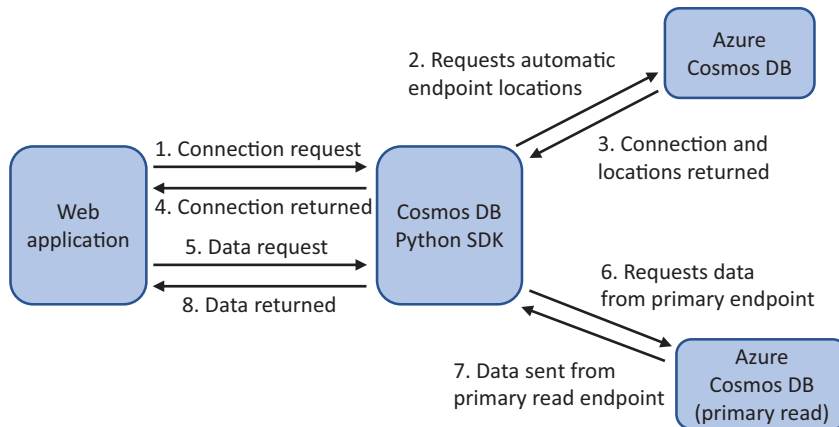 Azure
Cosmos DB
2. Requests automatic
endpoint locations
3. Connection and
locations returned
1. Connection request
4. Connection returned
Web
application
Cosmos DB
Python SDK
5. Data request
8. Data returned
6. Requests data
from primary endpoint
7. Data sent from
primary read endpoint
Azure
Cosmos DB
(primary read)